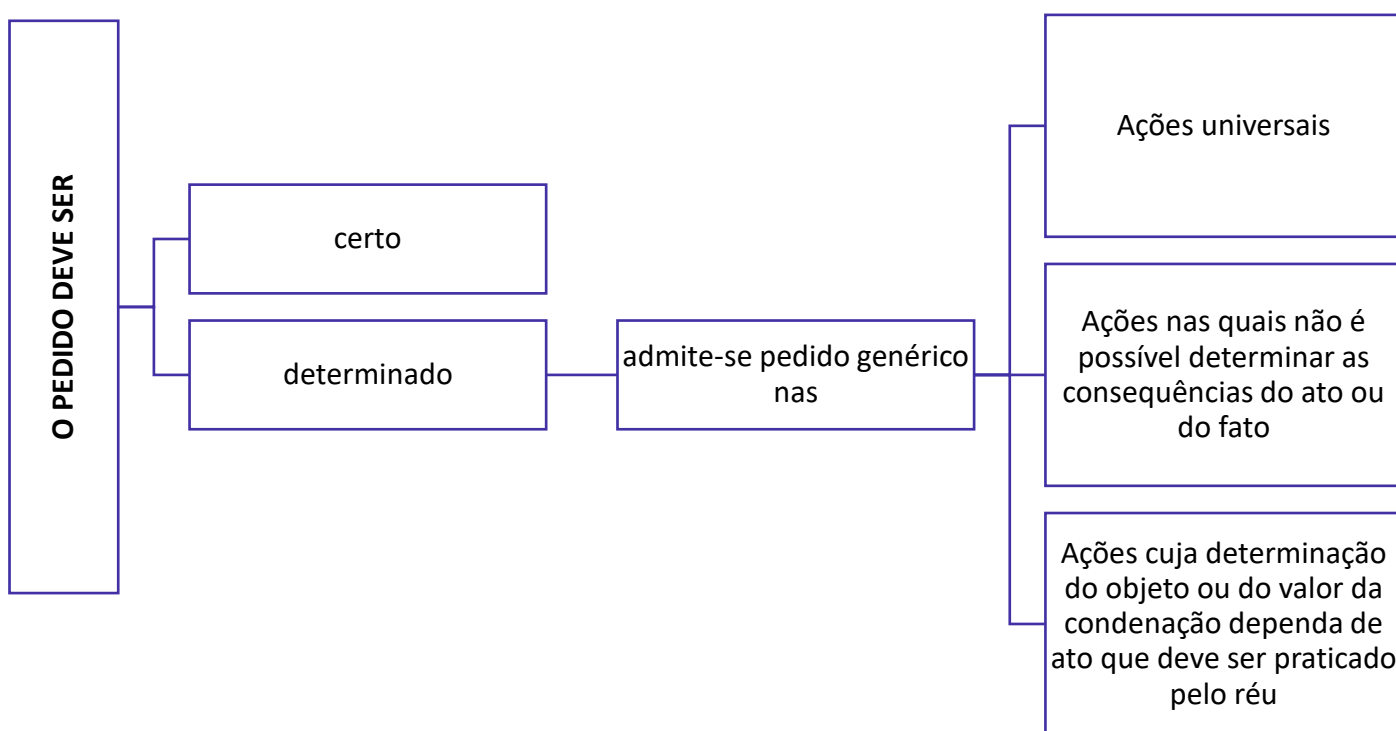 O PEDIDO DEVE SER
certo
determinado
admite-se pedido genérico
nas
Ações universais
Ações nas quais não é
possível determinar as
consequências do ato ou
do fato
Ações cuja determinação
do objeto ou do valor da
condenação dependa de
ato que deve ser praticado
pelo réu